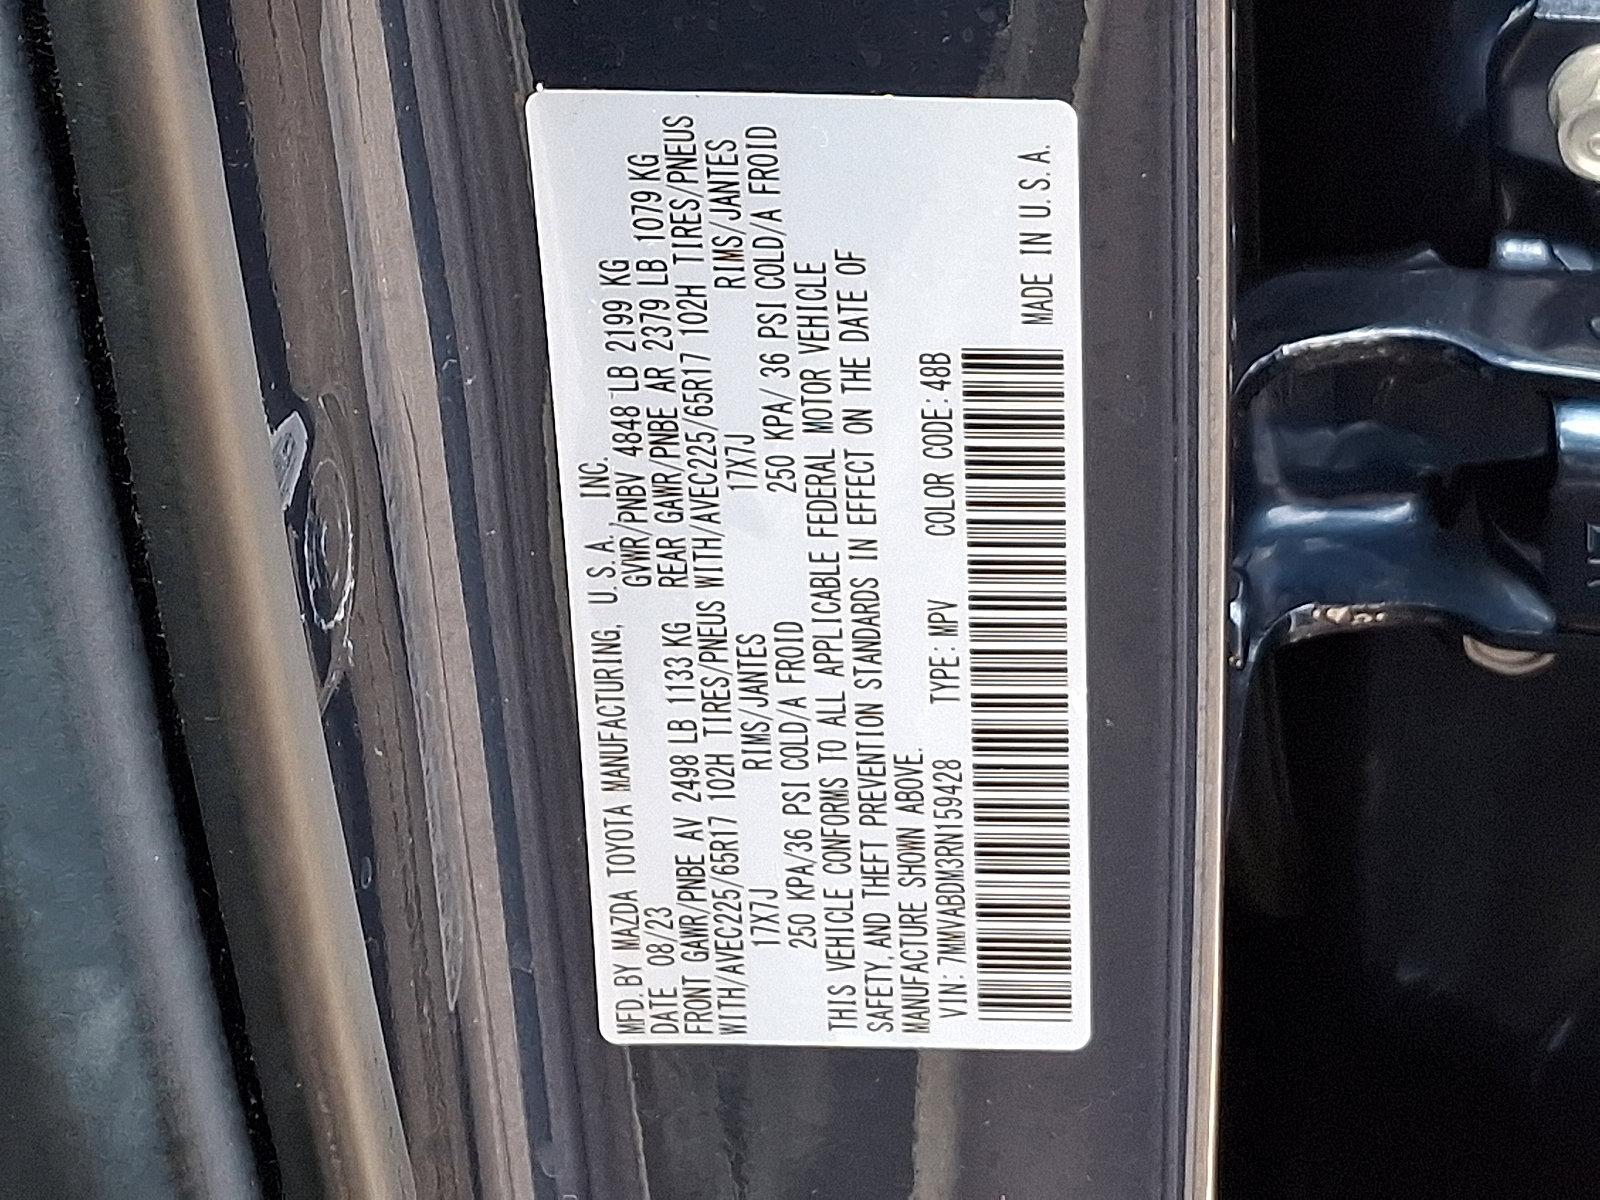 MFD. BY MAZDA TOYOTA MANUFACTURING, U.S.A., INC.
DATE 08/23 GVWR/PNBV 4848 LB 2199 KG
FRONT GAWR/PNBE AV 2498 LB 1133 KG REAR GAWR/PNBE AR 2379 LB 1079 KG
WITH/AVEC225/65R17 102H TIRES/PNEUS WITH/AVEC225/65R17 102H TIRES/PNEUS
17X7J RIMS/JANTES 17X7J RIMS/JANTES
250 KPA/36 PSI COLD/A FROID 250 KPA/ 36 PSI COLD/A FROID
THIS VEHICLE CONFORMS TO ALL APPLICABLE FEDERAL MOTOR VEHICLE
SAFETY, AND THEFT PREVENTION STANDARDS IN EFFECT ON THE DATE OF
MANUFACTURE SHOWN ABOVE.
VIN: 7MMVABDM3RN159428 TYPE: MPV COLOR CODE: 48B
MADE IN U.S.A.